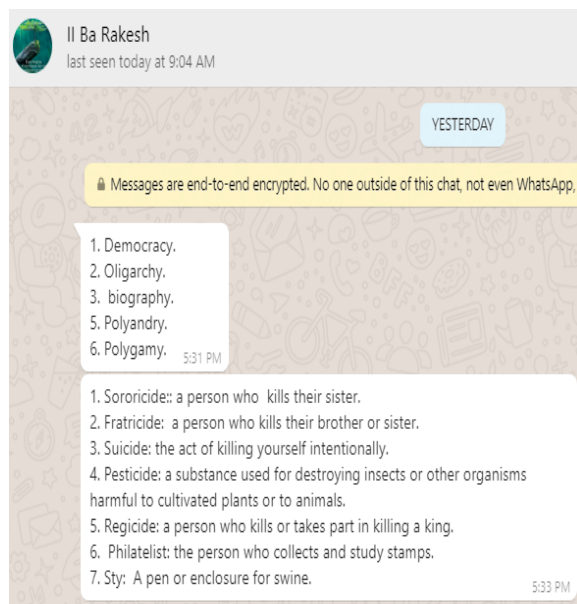 II Ba Rakesh
last seen today at 9:04 AM
YESTERDAY
Messages are end-to-end encrypted. No one outside of this chat, not even WhatsApp,
1. Democracy.
2. Oligarchy.
3. biography.
5. Polyandry.
6. Polygamy.
5:31 PM
1. Sororicide:: a person who kills their sister.
2. Fratricide: a person who kills their brother or sister.
3. Suicide: the act of killing yourself intentionally.
4. Pesticide: a substance used for destroying insects or other organisms
harmful to cultivated plants or to animals.
5. Regicide: a person who kills or takes part in killing a king.
6. Philatelist: the person who collects and study stamps.
7. Sty: A pen or enclosure for swine.
5:33 PM